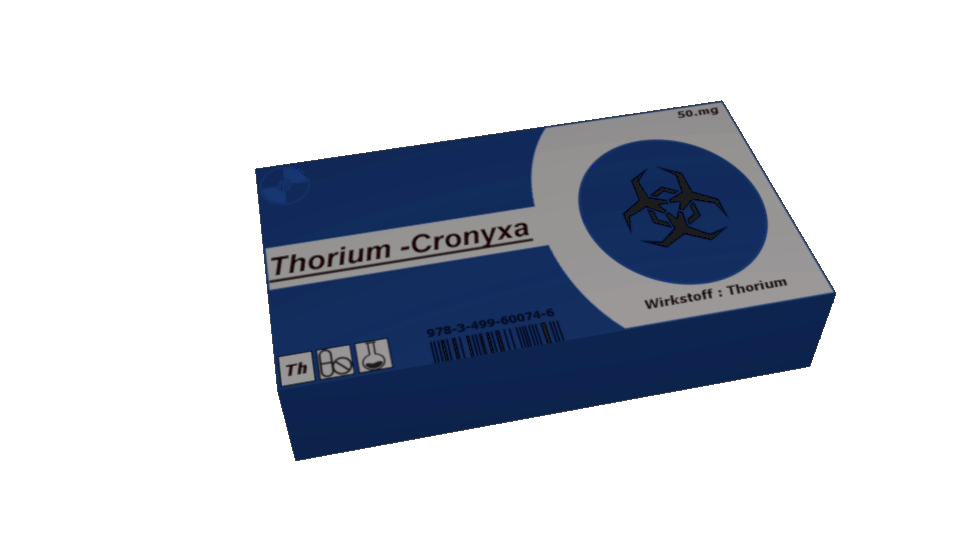 50.mg
Thorium -Cronyxa
Wirkstoff : Thorium
978-3-499-60074-6
Th